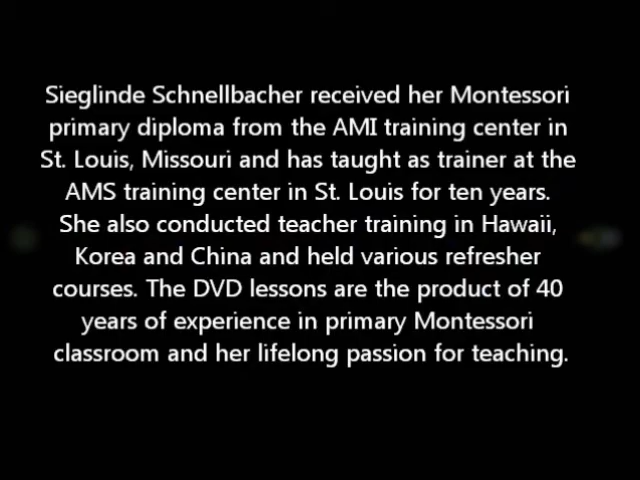 Sieglinde Schnellbacher received her Montessori
primary diploma from the AMI training center in
St. Louis, Missouri and has taught as trainer at the
AMS training center in St. Louis for ten years.
She also conducted teacher training in Hawaii,
Korea and China and held various refresher
courses. The DVD lessons are the product of 40
years of experience in primary Montessori
classroom and her lifelong passion for teaching.